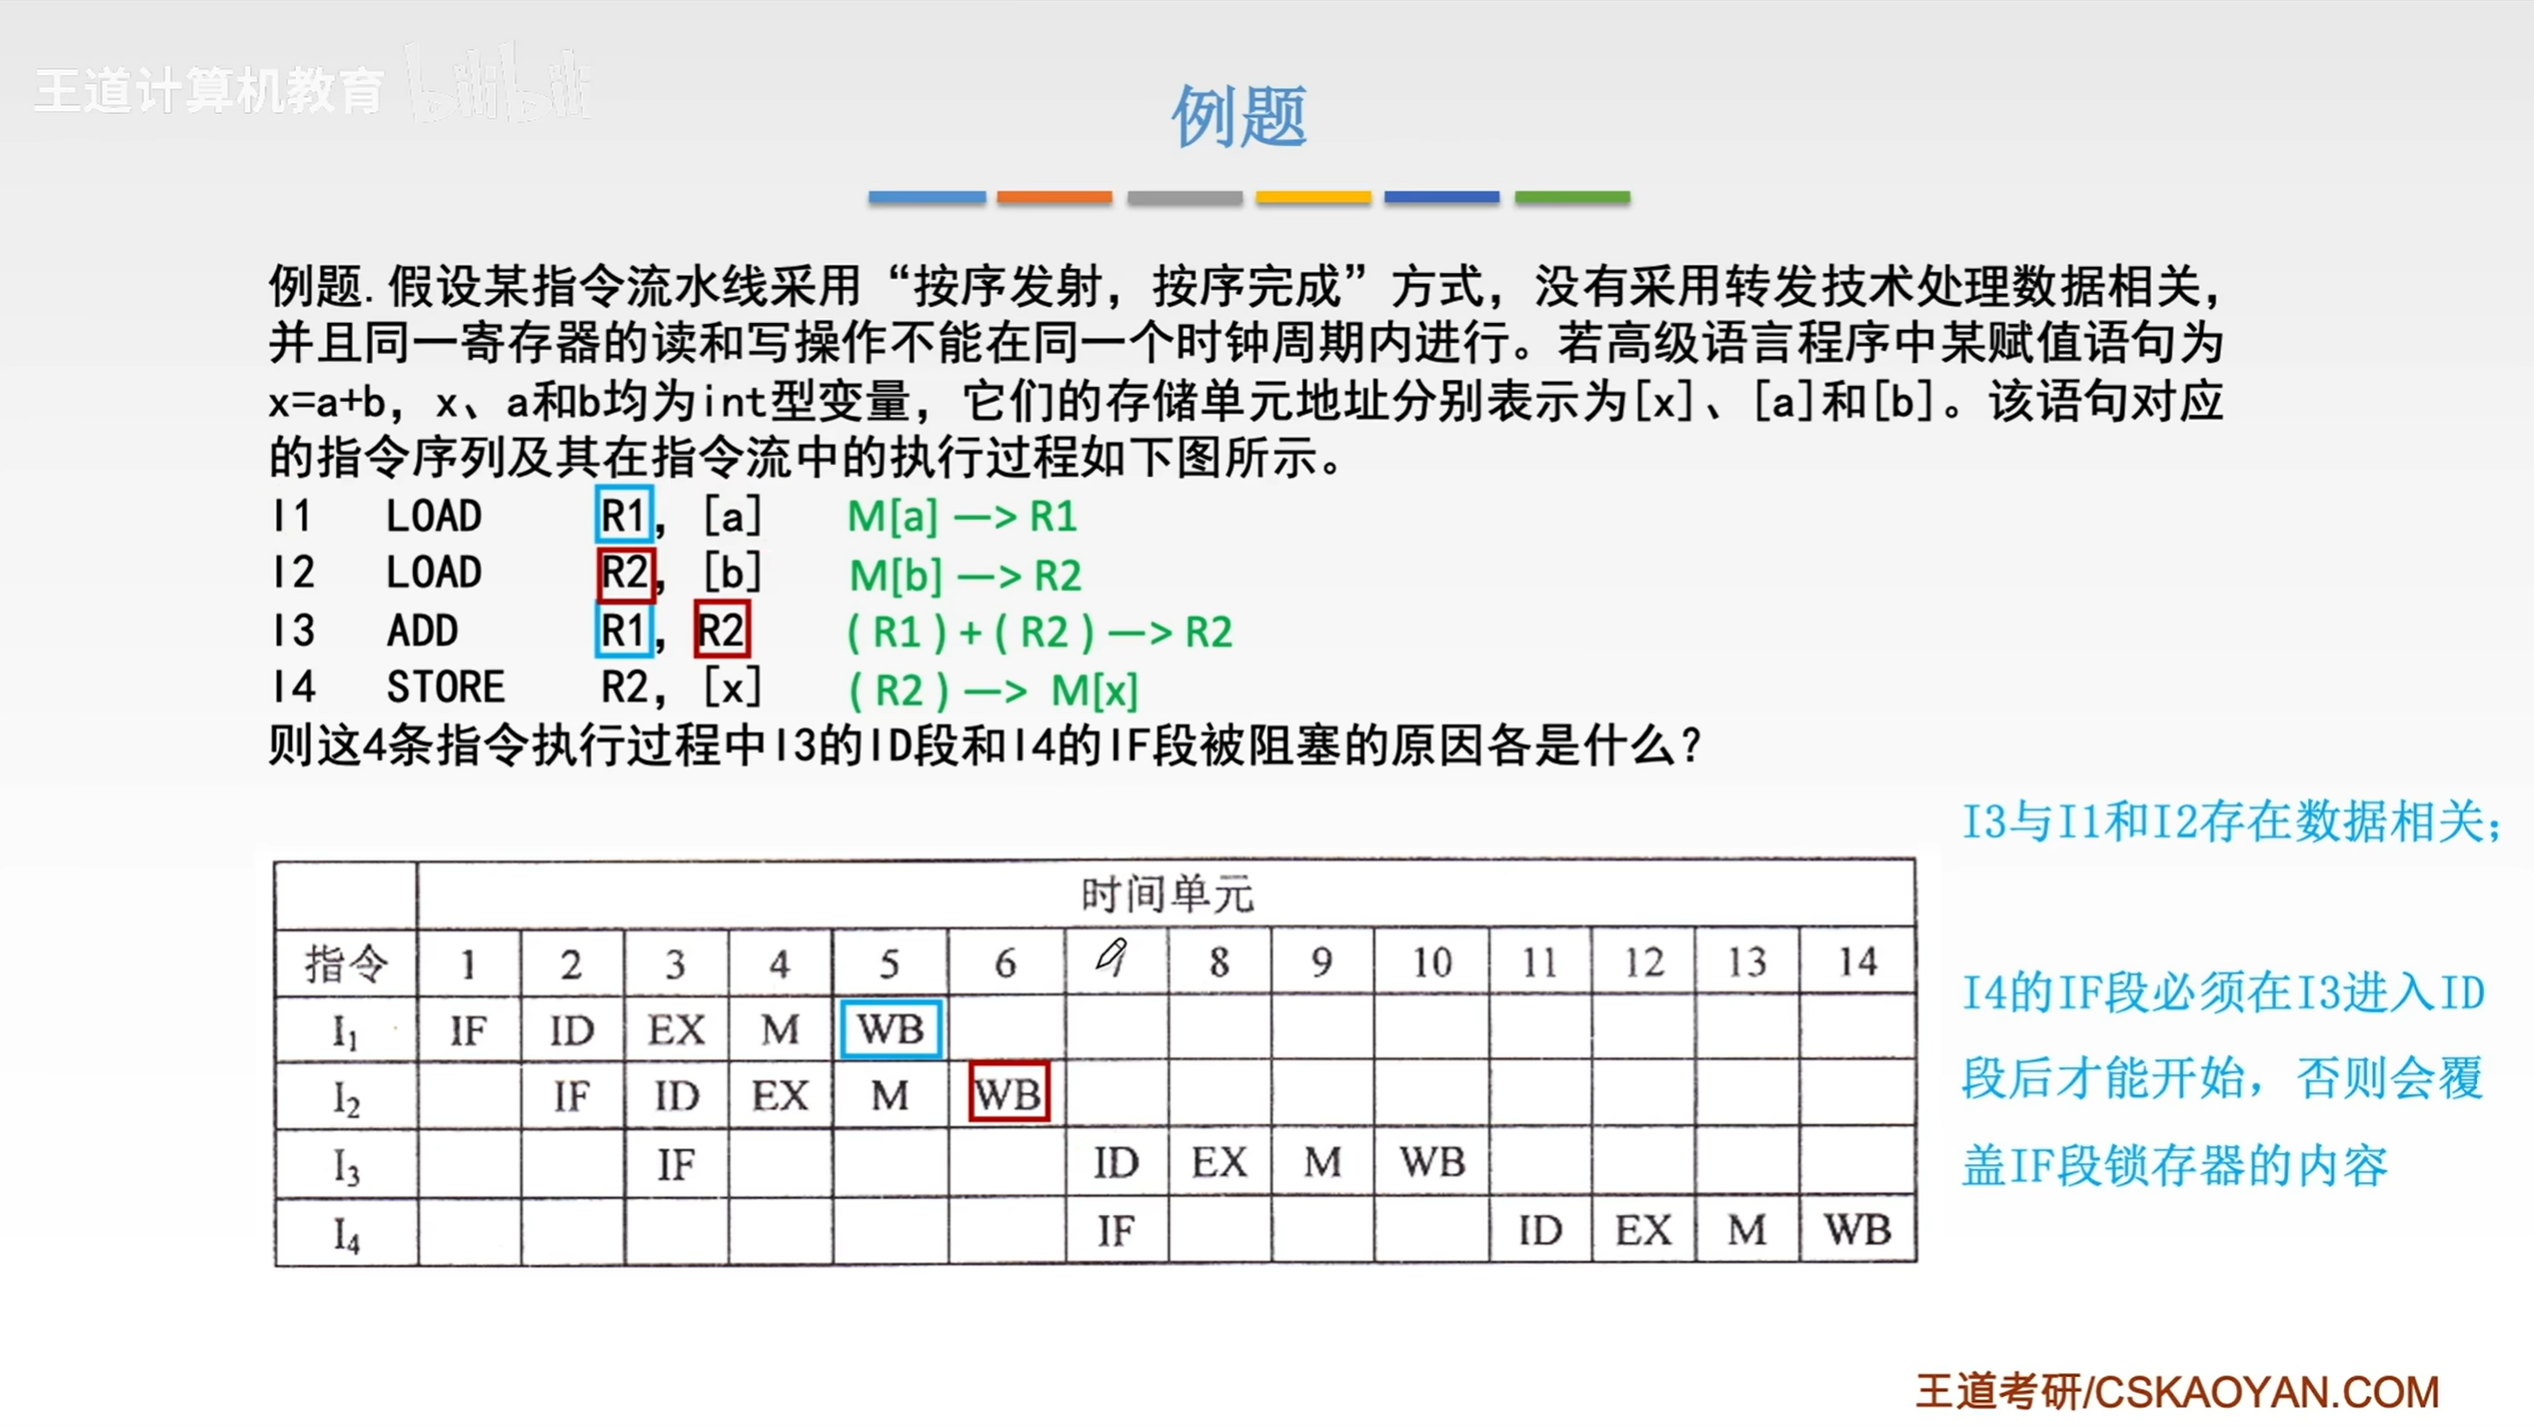 王道计算机教育 bilibili
例题
例题.假设某指令流水线采用“按序发射，按序完成”方式，没有采用转发技术处理数据相关，
并且同一寄存器的读和写操作不能在同一个时钟周期内进行。若高级语言程序中某赋值语句为
x=a+b，x、a和b均为int型变量，它们的存储单元地址分别表示为[x]、[a]和[b]。该语句对应
的指令序列及其在指令流中的执行过程如下图所示。
I1 LOAD R1，[a] M[a] —> R1
I2 LOAD R2，[b] M[b] —> R2
I3 ADD R1，R2 ( R1 ) + ( R2 ) —> R2
I4 STORE R2，[x] ( R2 ) —> M[x]
则这4条指令执行过程中I3的ID段和I4的IF段被阻塞的原因各是什么？
I3与I1和I2存在数据相关；
时间单元
指令 1 2 3 4 5 6 8 9 10 11 12 13 14
I4的IF段必须在I3进入ID
I1 IF ID EX M WB
段后才能开始，否则会覆
I2 IF ID EX M WB
盖IF段锁存器的内容
I3 IF ID EX M WB
I4 IF ID EX M WB
王道考研/CSKAOYAN.COM